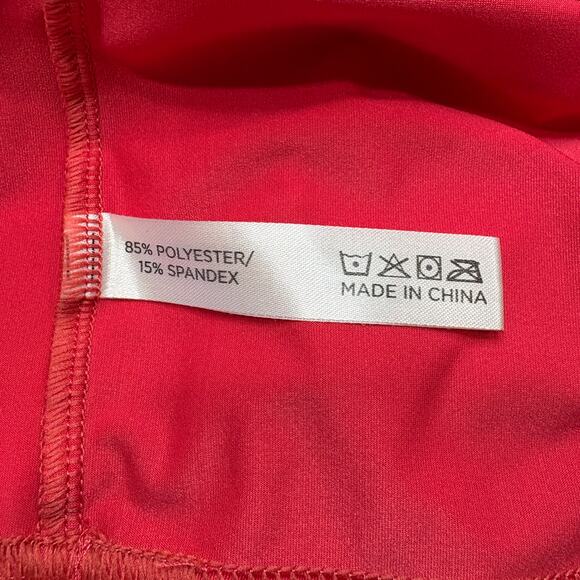 85% POLYESTER/
15% SPANDEX
MADE IN CHINA